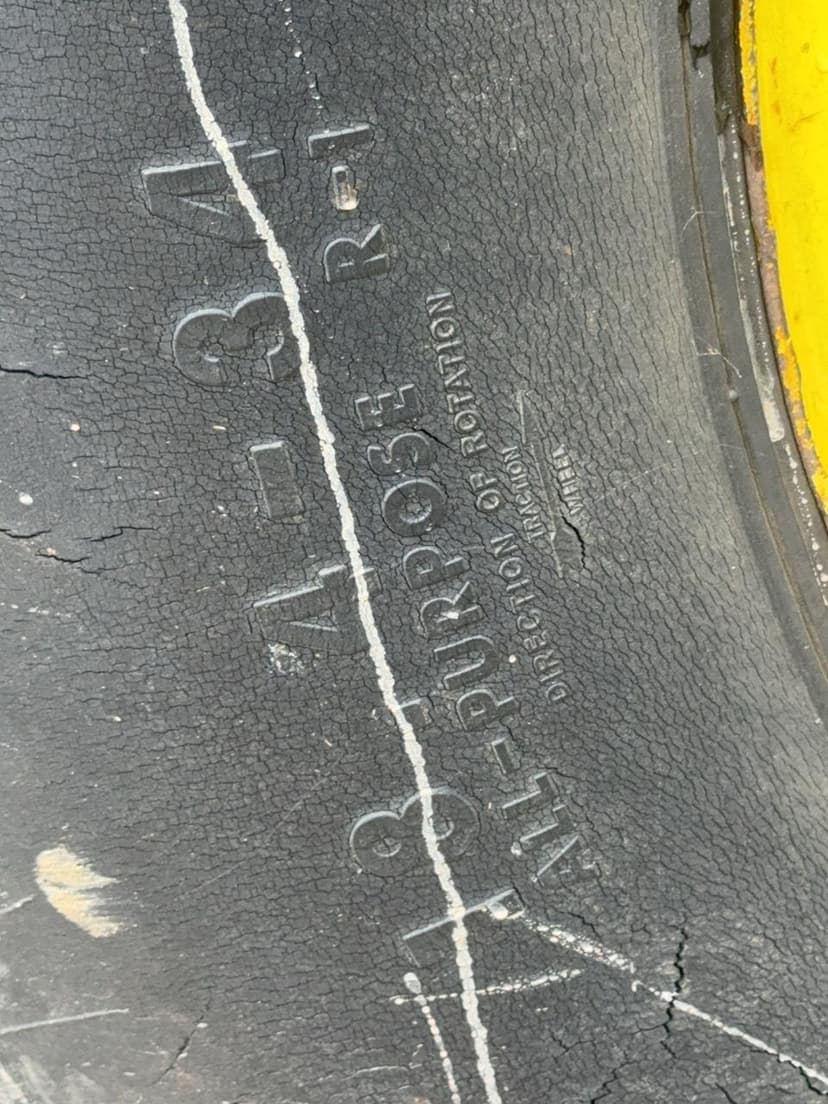 18.4-34
ALL-PURPOSE R-1
DIRECTION OF ROTATION
TRACTION
WHEEL